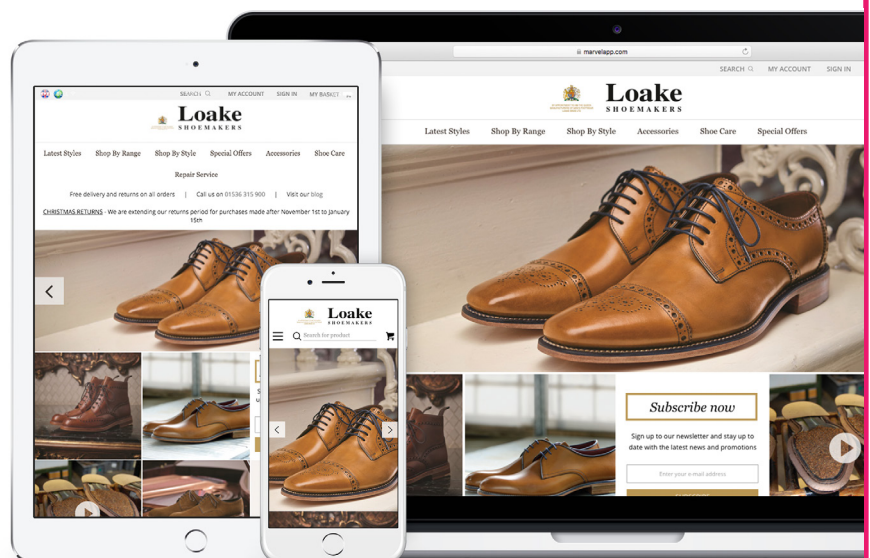 SEARCH
MY ACCOUNT
SIGN IN
MY BASKET
Loake
SHOEMAKERS
Latest Styles
Shop By Range
Shop By Style
Special Offers
Accessories
Shoe Care
Repair Service
Free delivery and returns on all orders | Call us on 01536 315 900 | Visit our blog
CHRISTMAS RETURNS - We are extending our returns period for purchases made after November 1st to January
15th
Loake
SHOEMAKERS
Search for product
marvelapp.com
SEARCH
MY ACCOUNT
SIGN IN
Loake
SHOEMAKERS
Latest Styles
Shop By Range
Shop By Style
Accessories
Shoe Care
Special Offers
Subscribe now
Sign up to our newsletter and stay up to
date with the latest news and promotions
Enter your e-mail address